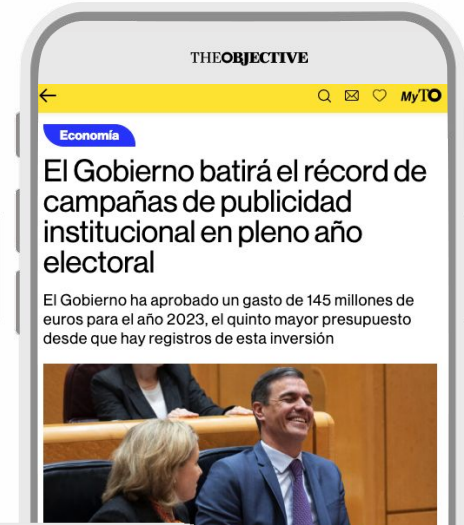 THEOBJECTIVE
MyTO
Economía
El Gobierno batirá el récord de
campañas de publicidad
institucional en pleno año
electoral
El Gobierno ha aprobado un gasto de 145 millones de
euros para el año 2023, el quinto mayor presupuesto
desde que hay registros de esta inversión